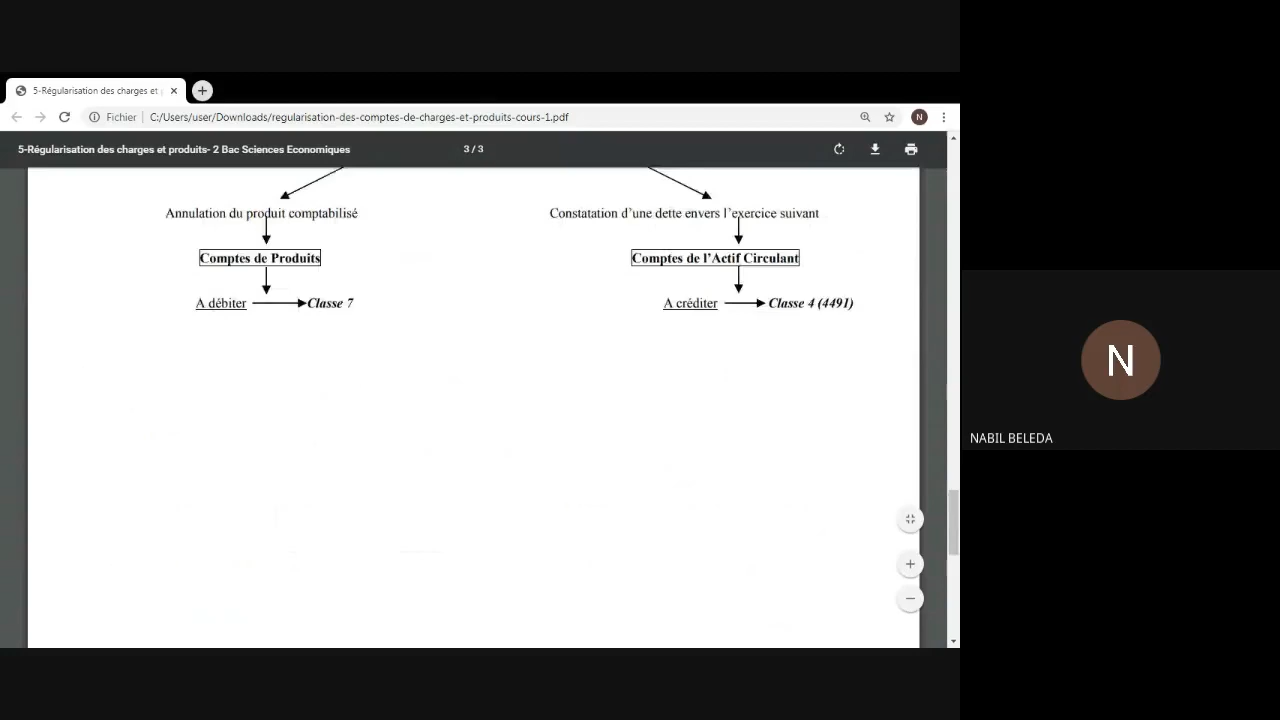 5-Régularisation des charges et
Fichier C:/Users/user/Downloads/regularisation-des-comptes-de-charges-et-produits-cours-1.pdf
N
5-Régularisation des charges et produits- 2 Bac Sciences Economiques 3 / 3
Annulation du produit comptabilisé
Constatation d'une dette envers l'exercice suivant
Comptes de Produits
Comptes de l'Actif Circulant
A débiter Classe 7
A créditer Classe 4 (4491)
N
NABIL BELEDA